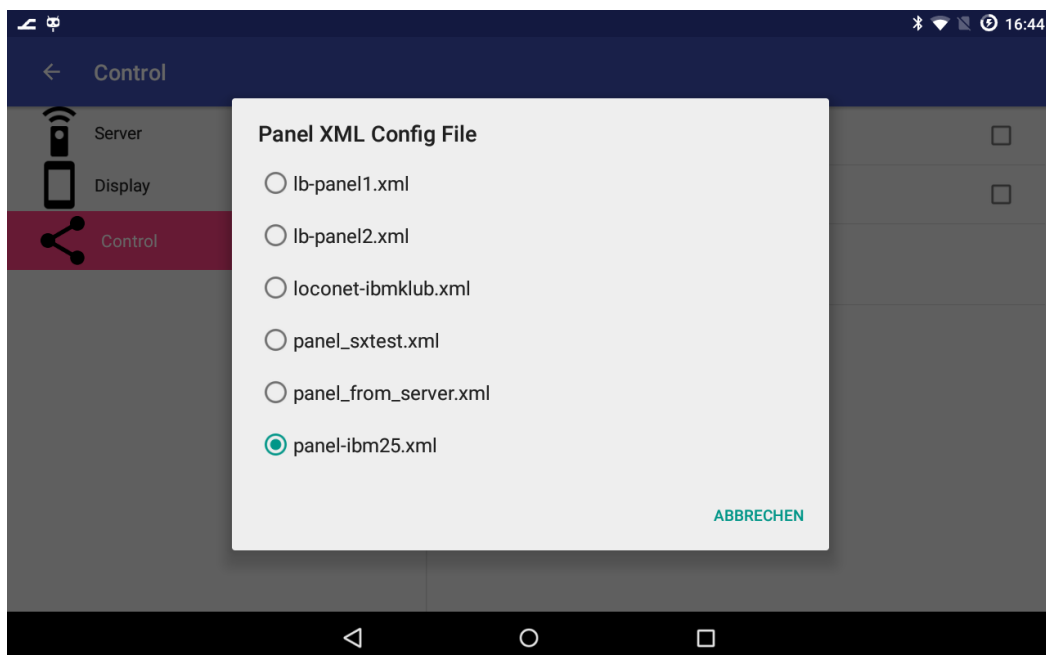 16:44
Control
Server
Display
Control
Panel XML Config File
lb-panel1.xml
lb-panel2.xml
loconet-ibmklub.xml
panel_sxtest.xml
panel_from_server.xml
panel-ibm25.xml
ABBRECHEN